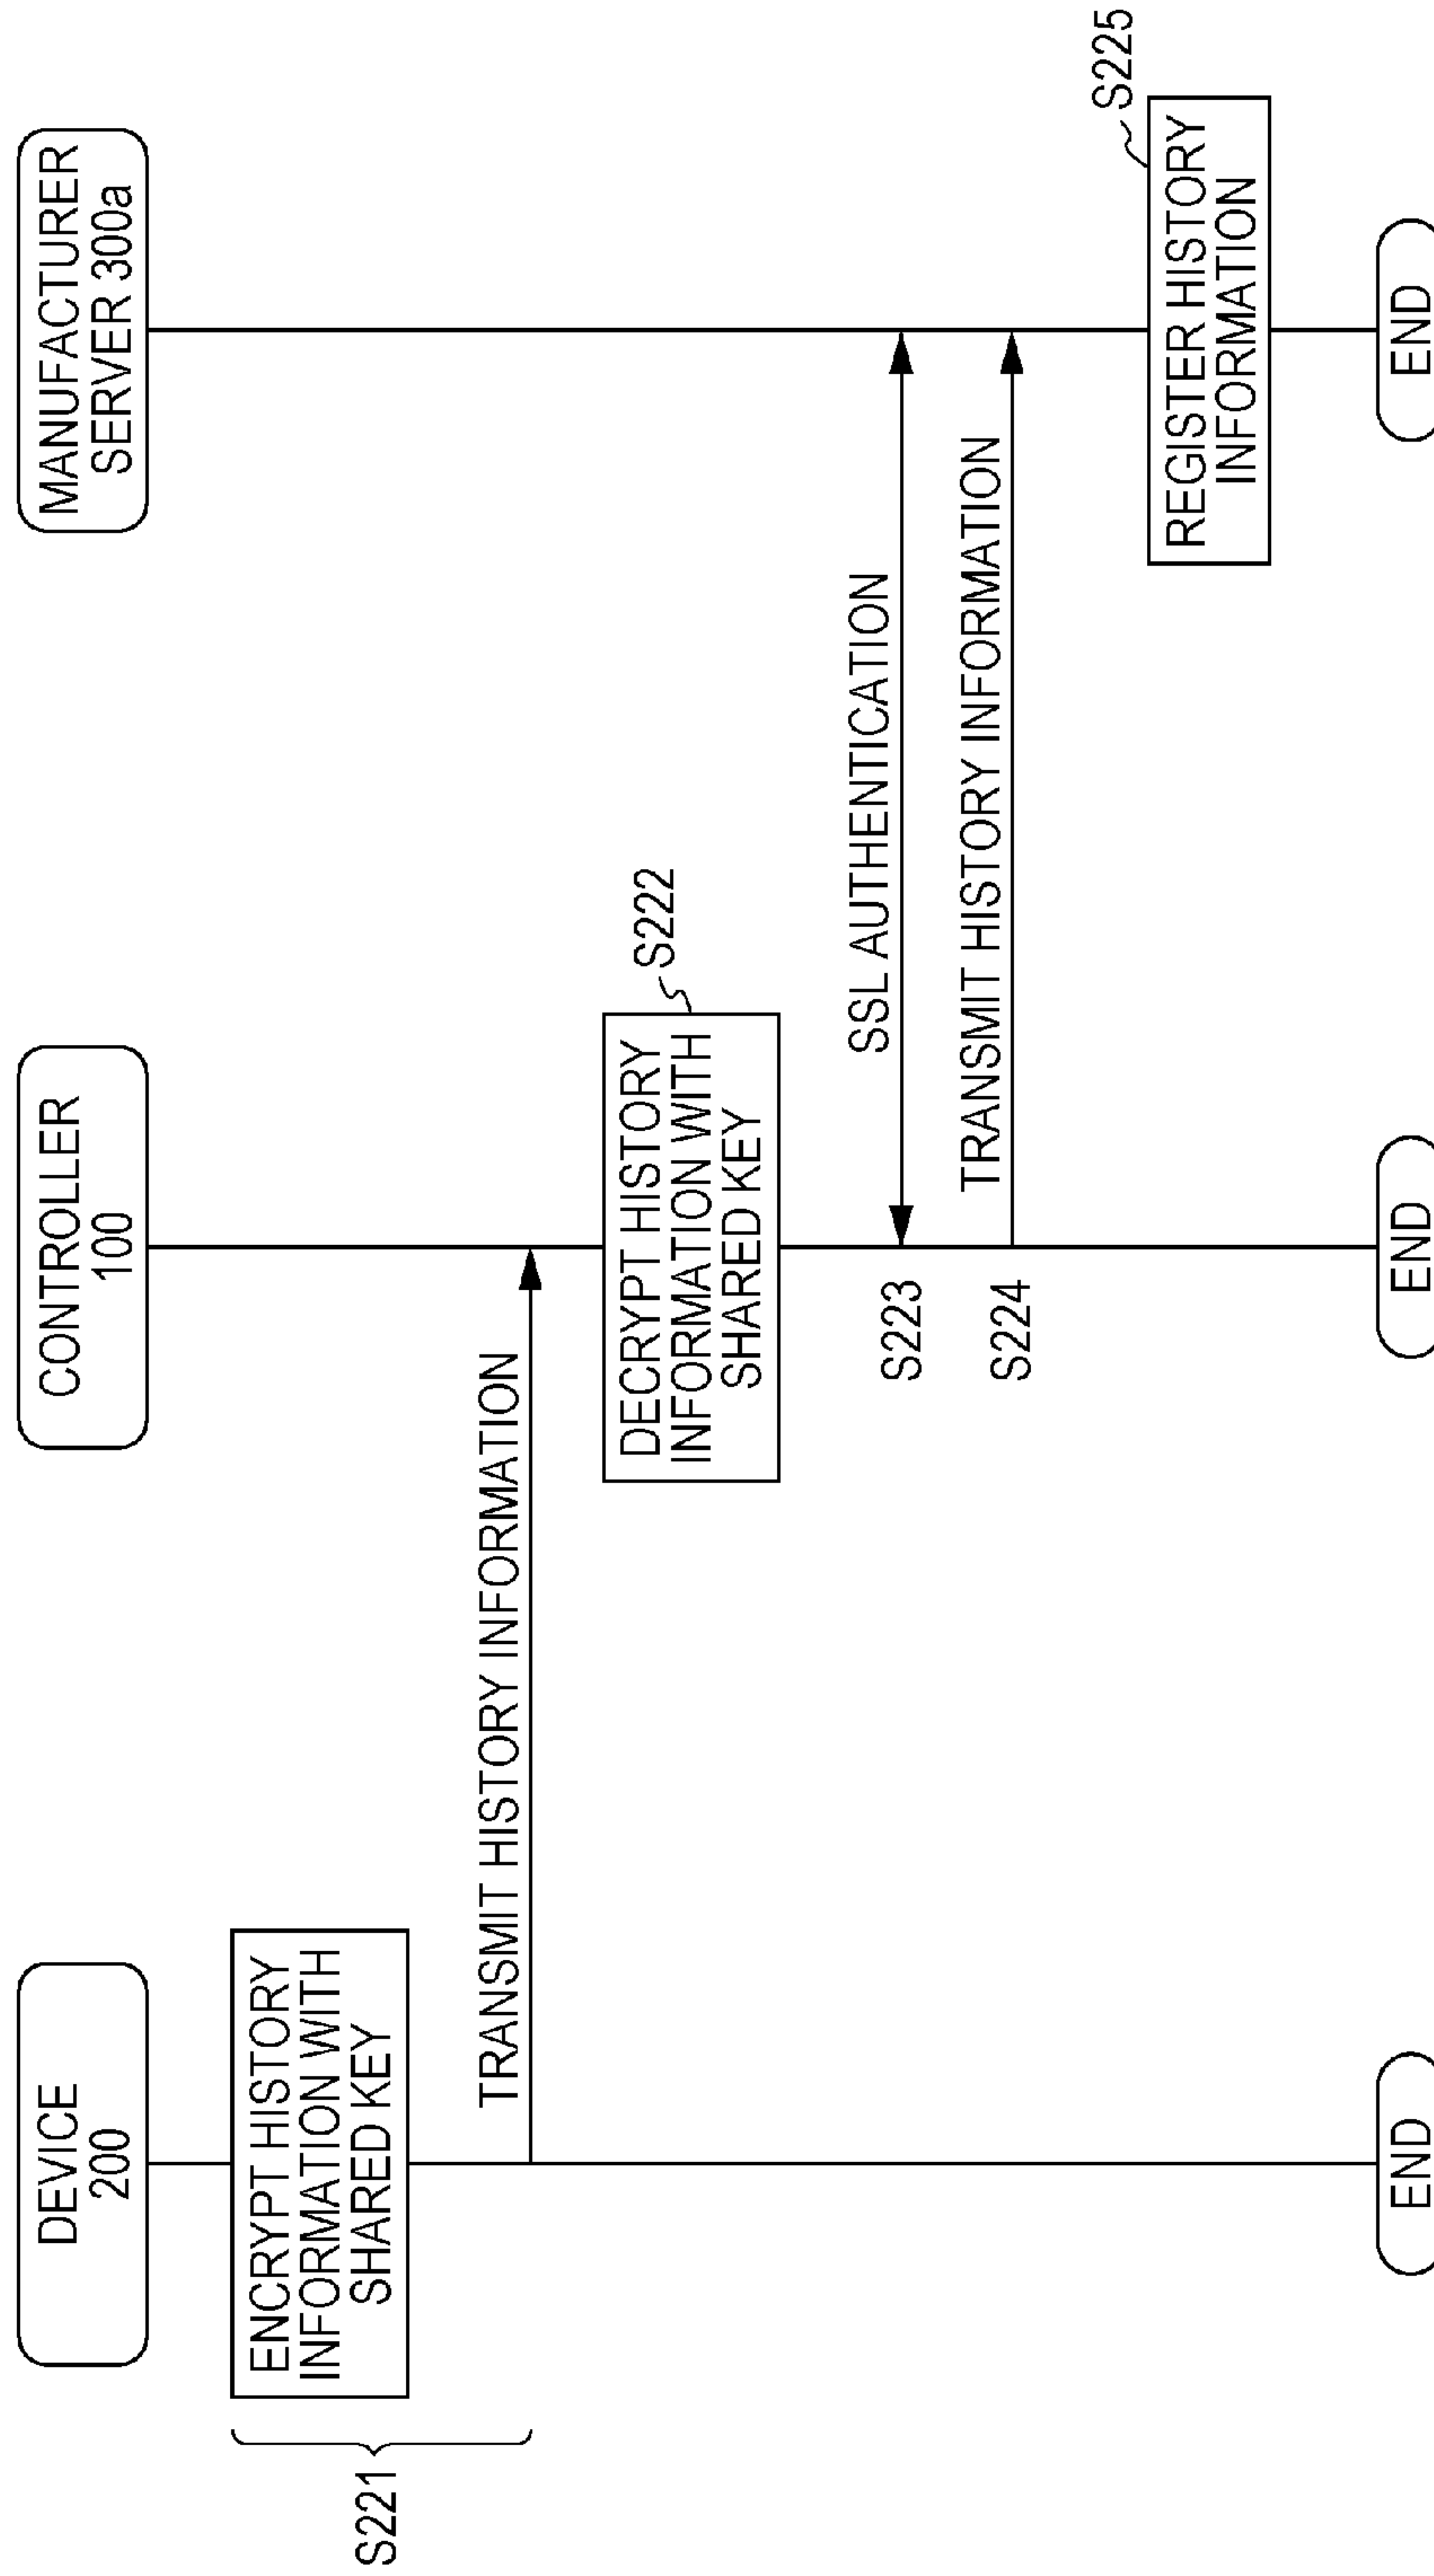 DEVICE
200
CONTROLLER
100
MANUFACTURER
SERVER 300a
S221
ENCRYPT HISTORY
INFORMATION WITH
SHARED KEY
TRANSMIT HISTORY INFORMATION
DECRYPT HISTORY
INFORMATION WITH
SHARED KEY
S222
S223
SSL AUTHENTICATION
S224
TRANSMIT HISTORY INFORMATION
S225
REGISTER HISTORY
INFORMATION
END
END
END